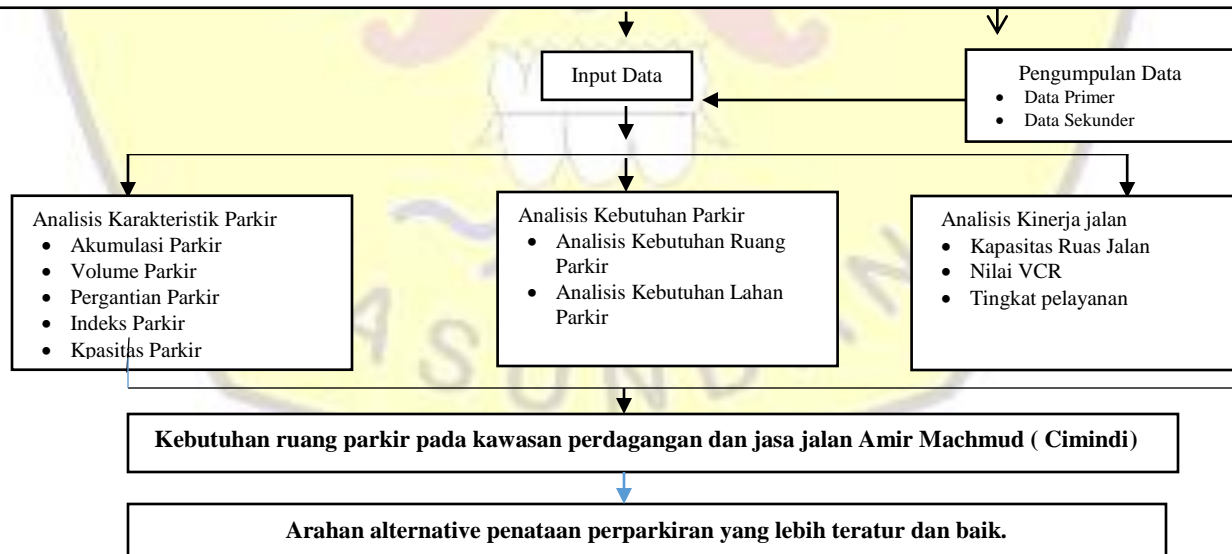 Input Data
Pengumpulan Data
• Data Primer
• Data Sekunder
Analisis Karakteristik Parkir
• Akumulasi Parkir
• Volume Parkir
• Pergantian Parkir
• Indeks Parkir
• Kpasitas Parkir
Analisis Kebutuhan Parkir
• Analisis Kebutuhan Ruang
Parkir
• Analisis Kebutuhan Lahan
Parkir
Analisis Kinerja jalan
• Kapasitas Ruas Jalan
• Nilai VCR
• Tingkat pelayanan
Kebutuhan ruang parkir pada kawasan perdagangan dan jasa jalan Amir Machmud ( Cimindi)
Arahan alternative penataan perparkiran yang lebih teratur dan baik.